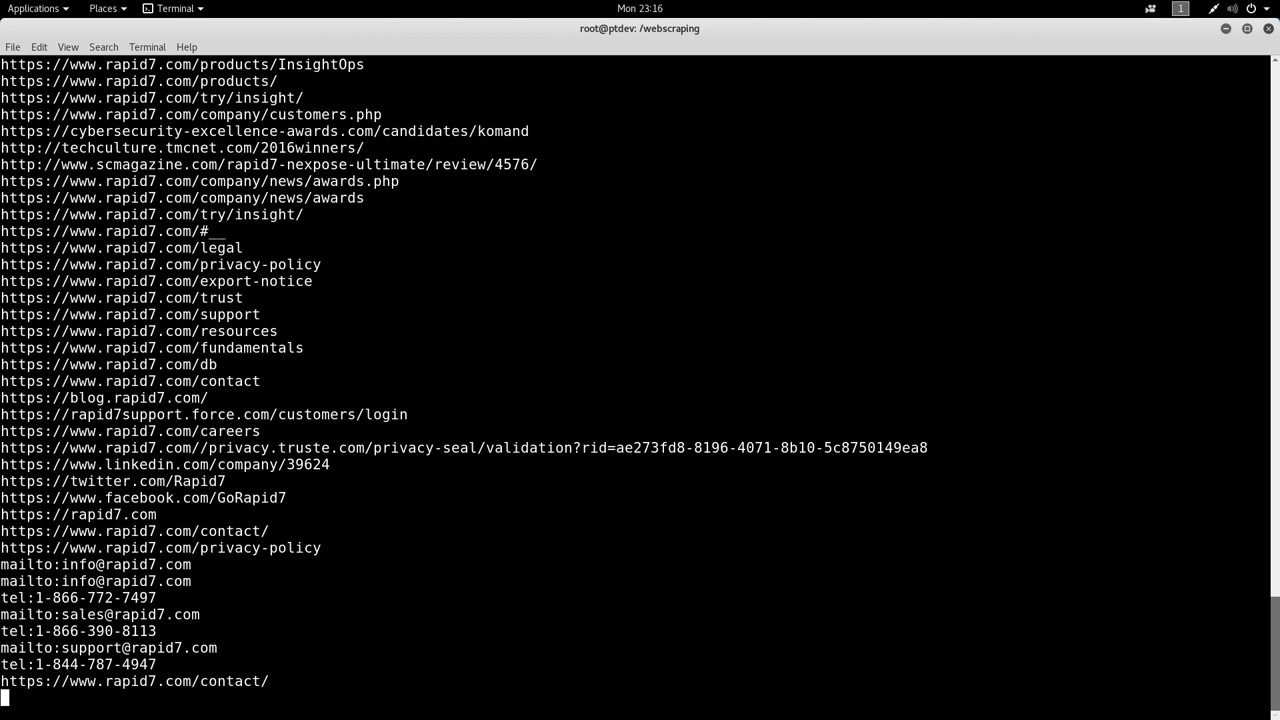 Applications Places Terminal Mon 23:16 1
root@ptdev: /webscraping
File Edit View Search Terminal Help
https://www.rapid7.com/products/InsightOps
https://www.rapid7.com/products/
https://www.rapid7.com/try/insight/
https://www.rapid7.com/company/customers.php
https://cybersecurity-excellence-awards.com/candidates/komand
http://techculture.tmcnet.com/2016winners/
http://www.scmagazine.com/rapid7-nexpose-ultimate/review/4576/
https://www.rapid7.com/company/news/awards.php
https://www.rapid7.com/company/news/awards
https://www.rapid7.com/try/insight/
https://www.rapid7.com/#__
https://www.rapid7.com/legal
https://www.rapid7.com/privacy-policy
https://www.rapid7.com/export-notice
https://www.rapid7.com/trust
https://www.rapid7.com/support
https://www.rapid7.com/resources
https://www.rapid7.com/fundamentals
https://www.rapid7.com/db
https://www.rapid7.com/contact
https://blog.rapid7.com/
https://rapid7support.force.com/customers/login
https://www.rapid7.com/careers
https://www.rapid7.com//privacy.truste.com/privacy-seal/validation?rid=ae273fd8-8196-4071-8b10-5c8750149ea8
https://www.linkedin.com/company/39624
https://twitter.com/Rapid7
https://www.facebook.com/GoRapid7
https://rapid7.com
https://www.rapid7.com/contact/
https://www.rapid7.com/privacy-policy
mailto:info@rapid7.com
mailto:info@rapid7.com
tel:1-866-772-7497
mailto:sales@rapid7.com
tel:1-866-390-8113
mailto:support@rapid7.com
tel:1-844-787-4947
https://www.rapid7.com/contact/